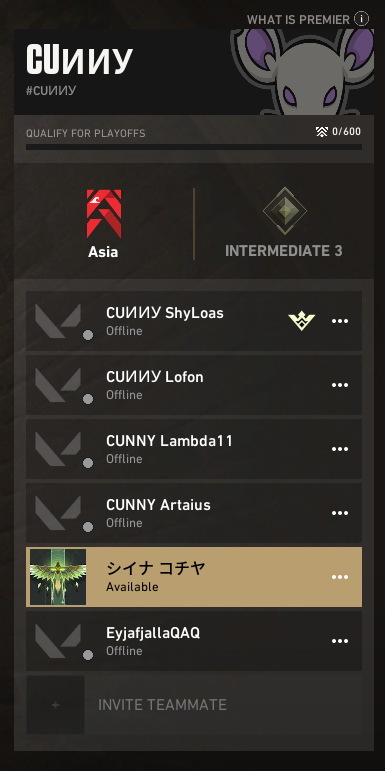 WHAT IS PREMIER i
CUИИУ
#CUИИУ
QUALIFY FOR PLAYOFFS 0/600
Asia INTERMEDIATE 3
CUИИУ ShyLoas
Offline
CUИИУ Lofon
Offline
CUNNY Lambda11
Offline
CUNNY Artaius
Offline
シイナ コチヤ
Available
EyjafjallaQAQ
Offline
+ INVITE TEAMMATE